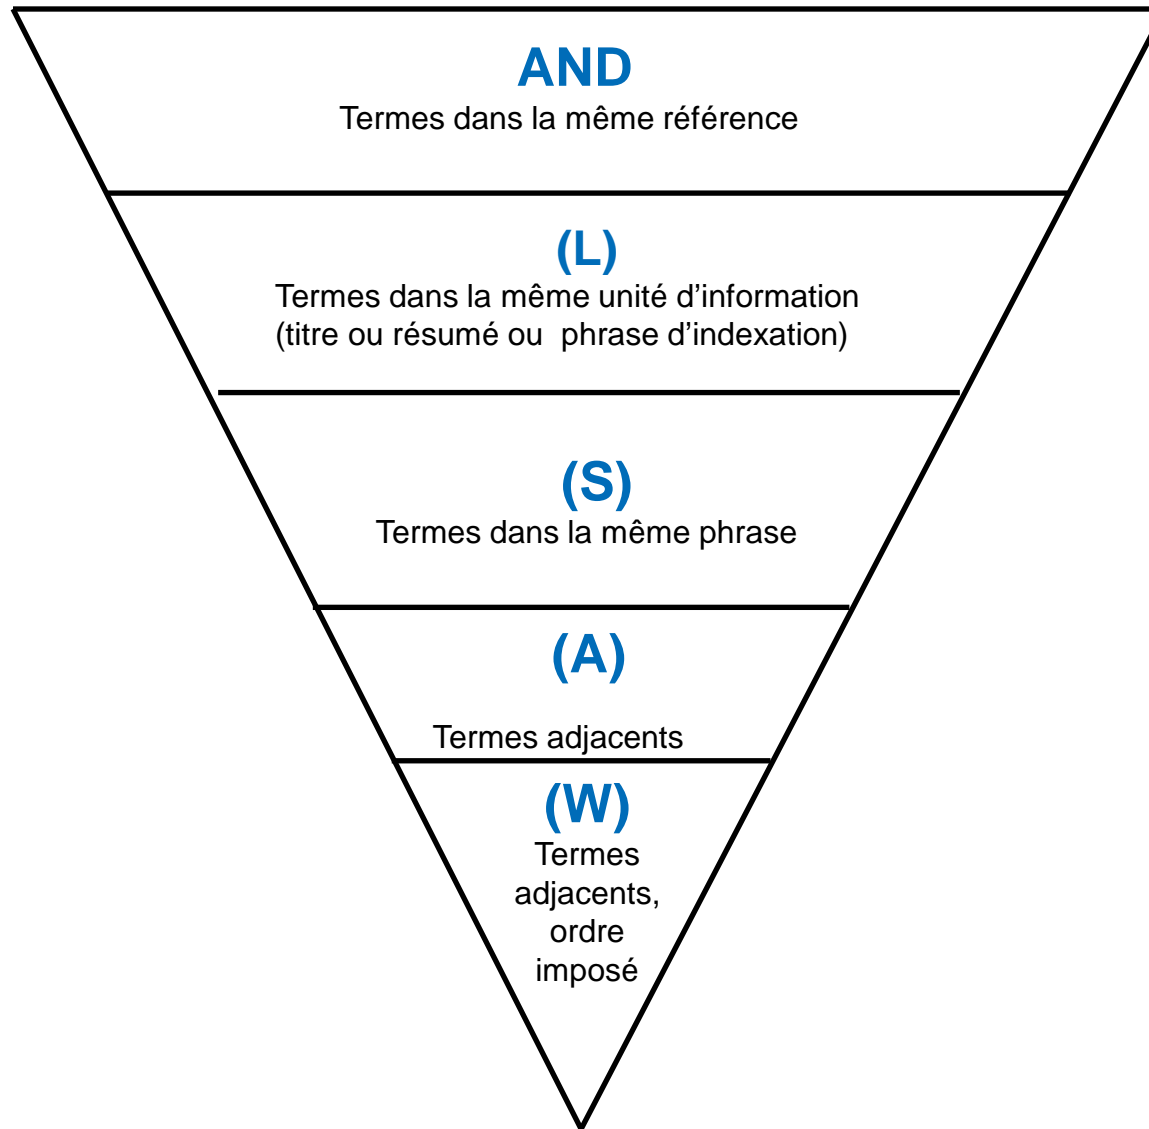 AND
Termes dans la même référence
(L)
Termes dans la même unité d’information
(titre ou résumé ou  phrase d’indexation)
(S)
Termes dans la même phrase
(A)
Termes adjacents
(W)
Termes
adjacents,
ordre
imposé